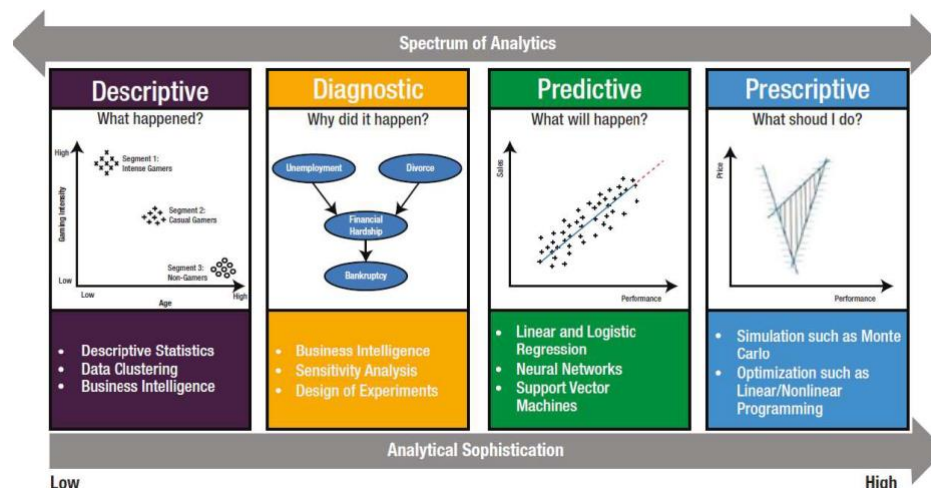 Spectrum of Analytics
Descriptive
What happened?
High
Gaming Intensity
Low
Segment 1:
Intense Gamers
Segment 2:
Casual Gamers
Segment 3:
Non-Gamers
Low
High
Age
• Descriptive Statistics
• Data Clustering
• Business Intelligence
Diagnostic
Why did it happen?
Unemployment
Divorce
Financial
Hardship
Bankruptcy
• Business Intelligence
• Sensitivity Analysis
• Design of Experiments
Predictive
What will happen?
Sales
Performance
• Linear and Logistic
Regression
• Neural Networks
• Support Vector
Machines
Prescriptive
What shoud I do?
Price
Performance
• Simulation such as Monte
Carlo
• Optimization such as
Linear/Nonlinear
Programming
Analytical Sophistication
Low
High